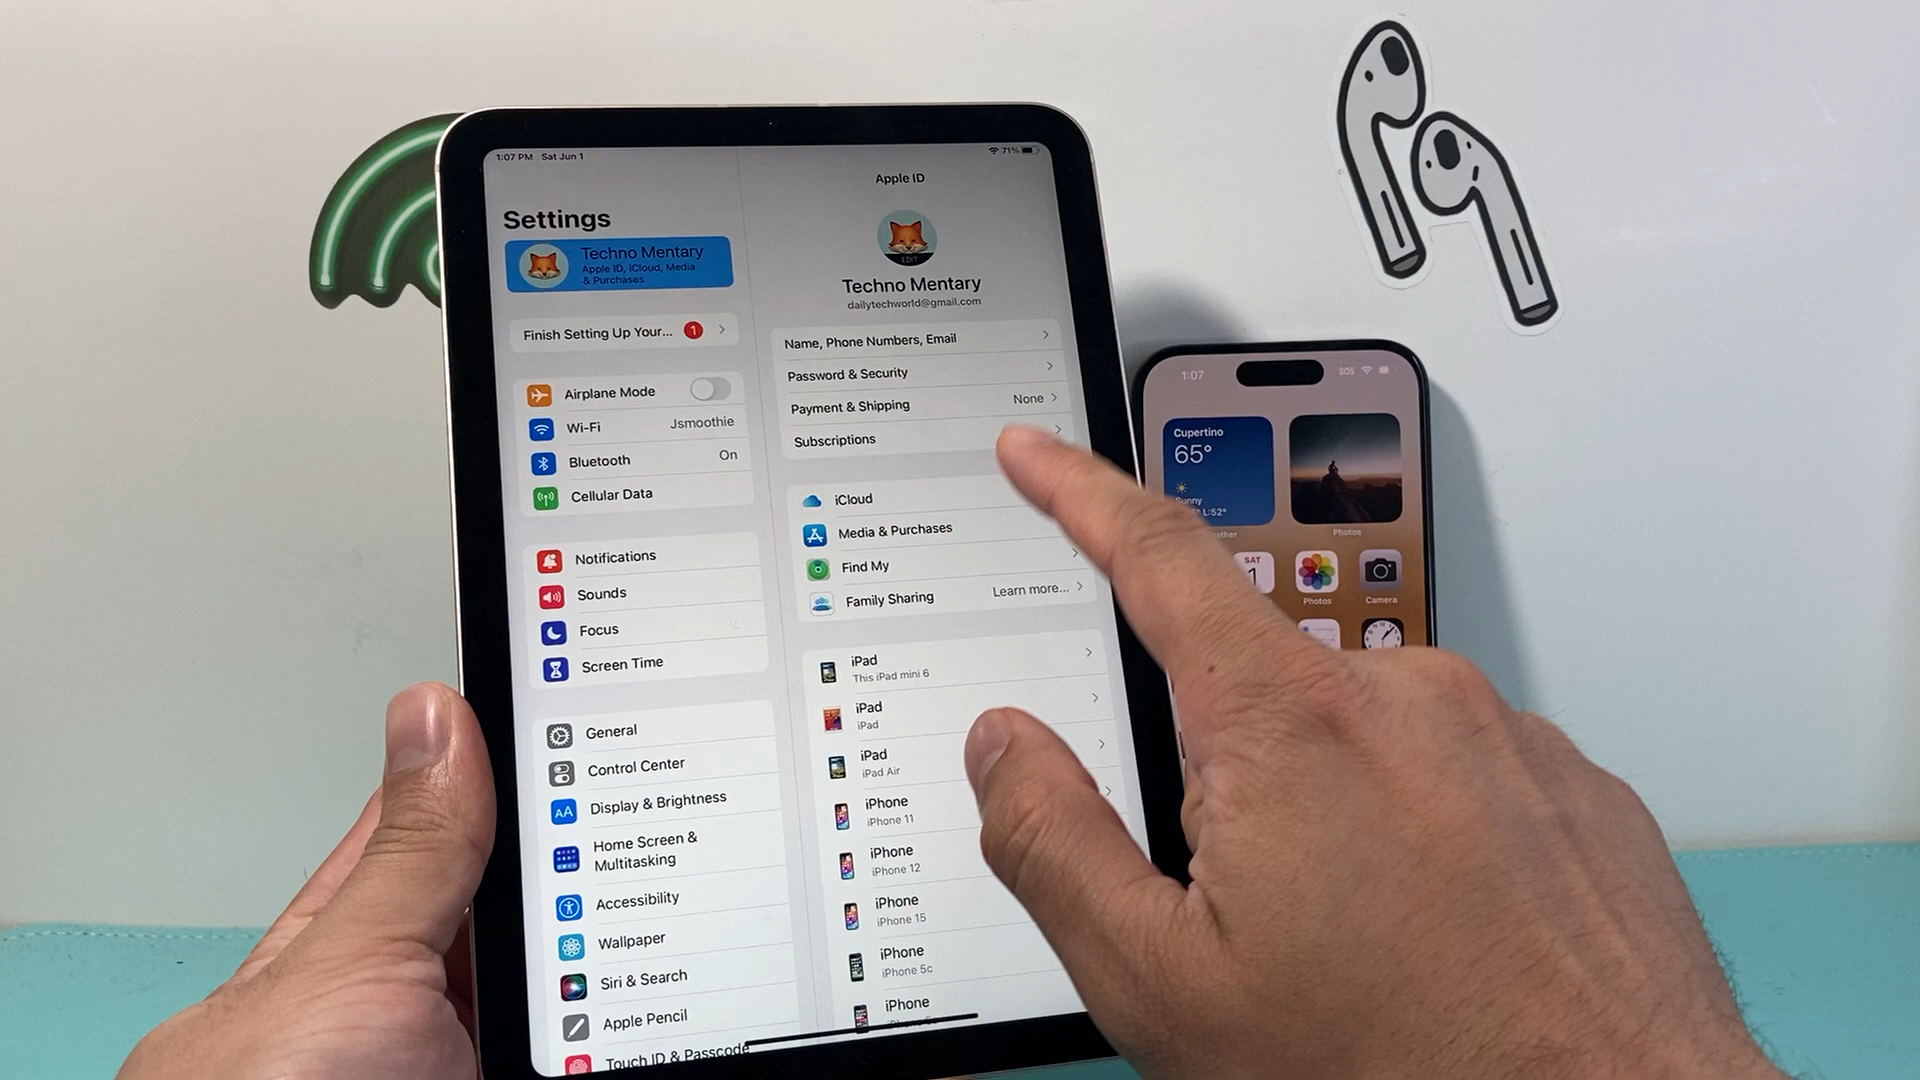 1:07 PM Sat Jun 1
71%
Settings
Techno Mentary
Apple ID, iCloud, Media
& Purchases
Finish Setting Up Your...
1
Airplane Mode
Wi-Fi
Jsmoothie
Bluetooth
On
Cellular Data
Notifications
Sounds
Focus
Screen Time
General
Control Center
AA
Display & Brightness
Home Screen &
Multitasking
Accessibility
Wallpaper
Siri & Search
Apple Pencil
Touch ID & Passcode
Apple ID
EDIT
Techno Mentary
dailytechworld@gmail.com
Name, Phone Numbers, Email
Password & Security
Payment & Shipping
None
Subscriptions
iCloud
Media & Purchases
Find My
Family Sharing
Learn more...
iPad
This iPad mini 6
iPad
iPad
iPad
iPad Air
iPhone
iPhone 11
iPhone
iPhone 12
iPhone
iPhone 15
iPhone
iPhone 5c
iPhone
1:07
SOS
Cupertino
65°
Sunny
L:52°
Photos
SAT
1
Photos
Camera